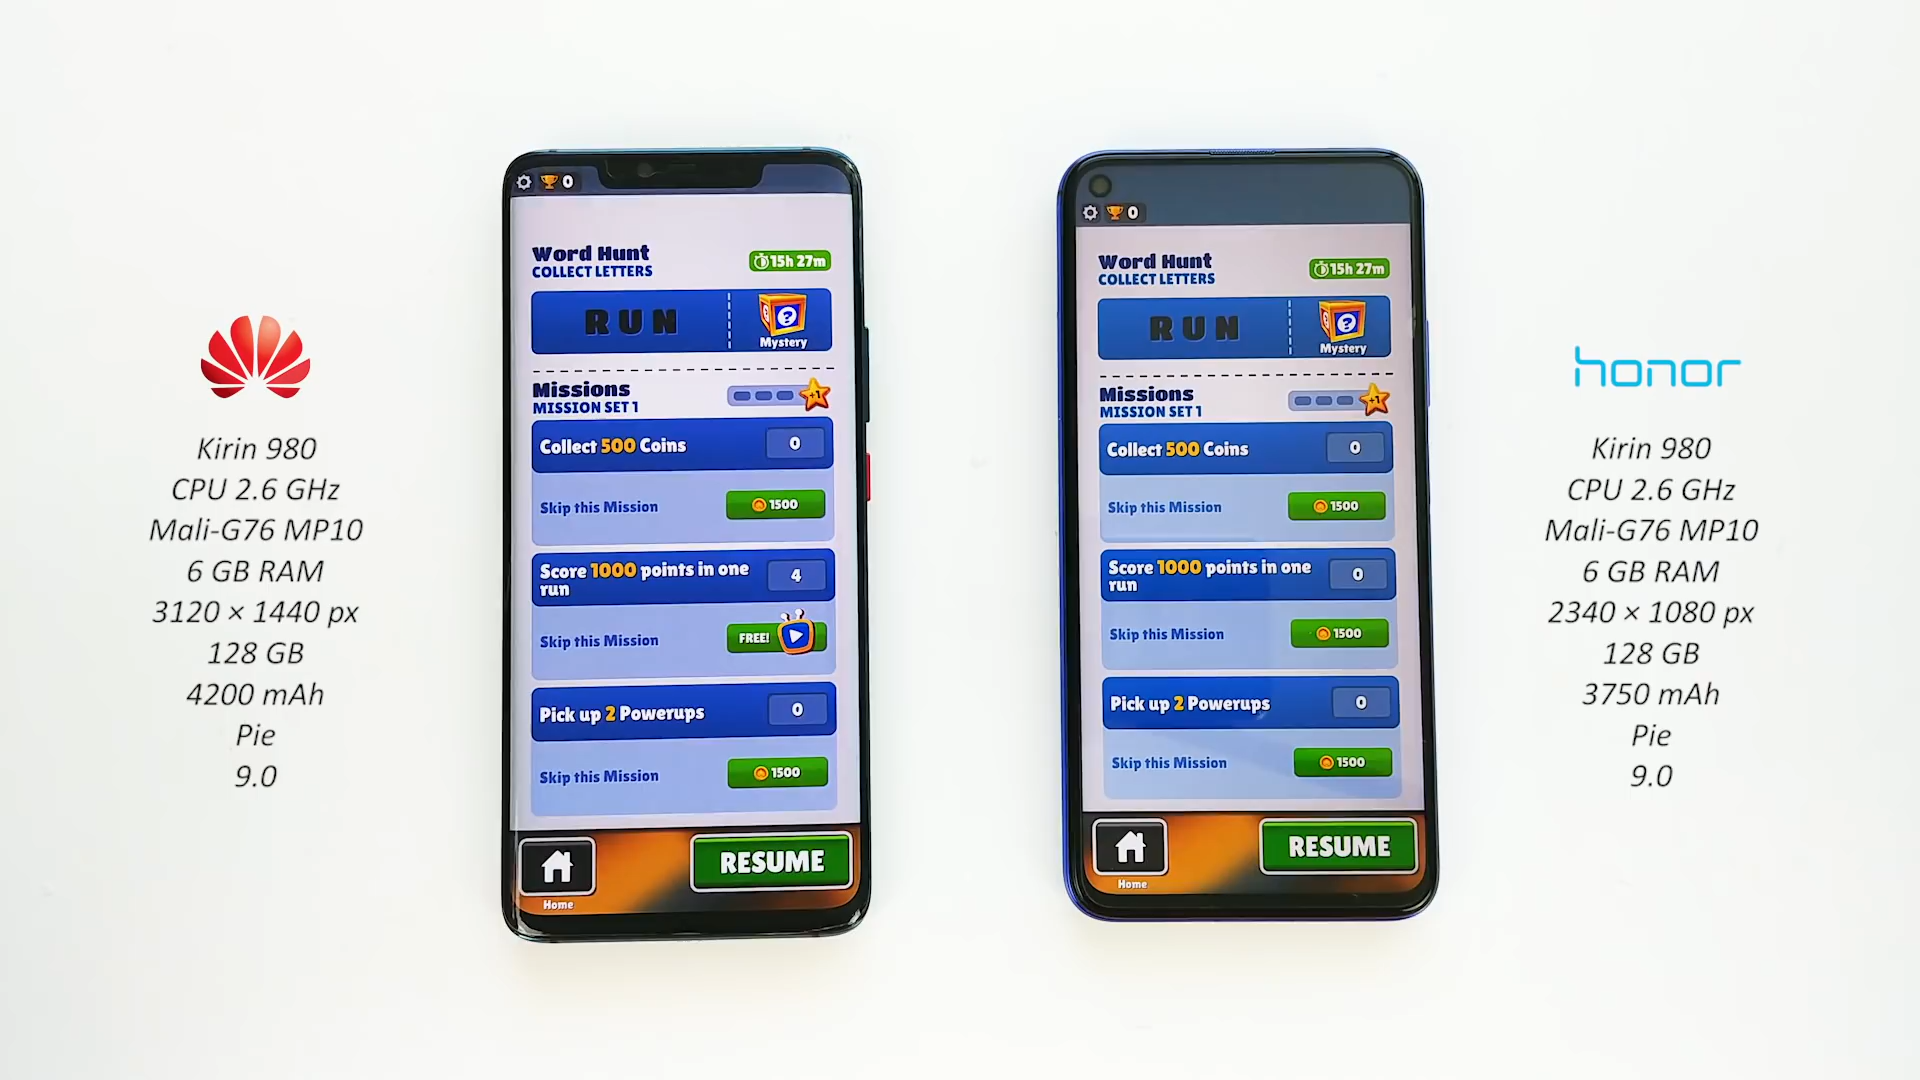 Kirin 980
CPU 2.6 GHz
Mali-G76 MP10
6 GB RAM
3120 × 1440 px
128 GB
4200 mAh
Pie
9.0
0
Word Hunt
COLLECT LETTERS
15h 27m
RUN
Mystery
Missions
MISSION SET 1
+1
Collect 500 Coins
0
Skip this Mission
1500
Score 1000 points in one
run
4
Skip this Mission
FREE!
Pick up 2 Powerups
0
Skip this Mission
1500
Home
RESUME
0
Word Hunt
COLLECT LETTERS
15h 27m
RUN
Mystery
Missions
MISSION SET 1
+1
Collect 500 Coins
0
Skip this Mission
1500
Score 1000 points in one
run
0
Skip this Mission
1500
Pick up 2 Powerups
0
Skip this Mission
1500
Home
RESUME
honor
Kirin 980
CPU 2.6 GHz
Mali-G76 MP10
6 GB RAM
2340 × 1080 px
128 GB
3750 mAh
Pie
9.0